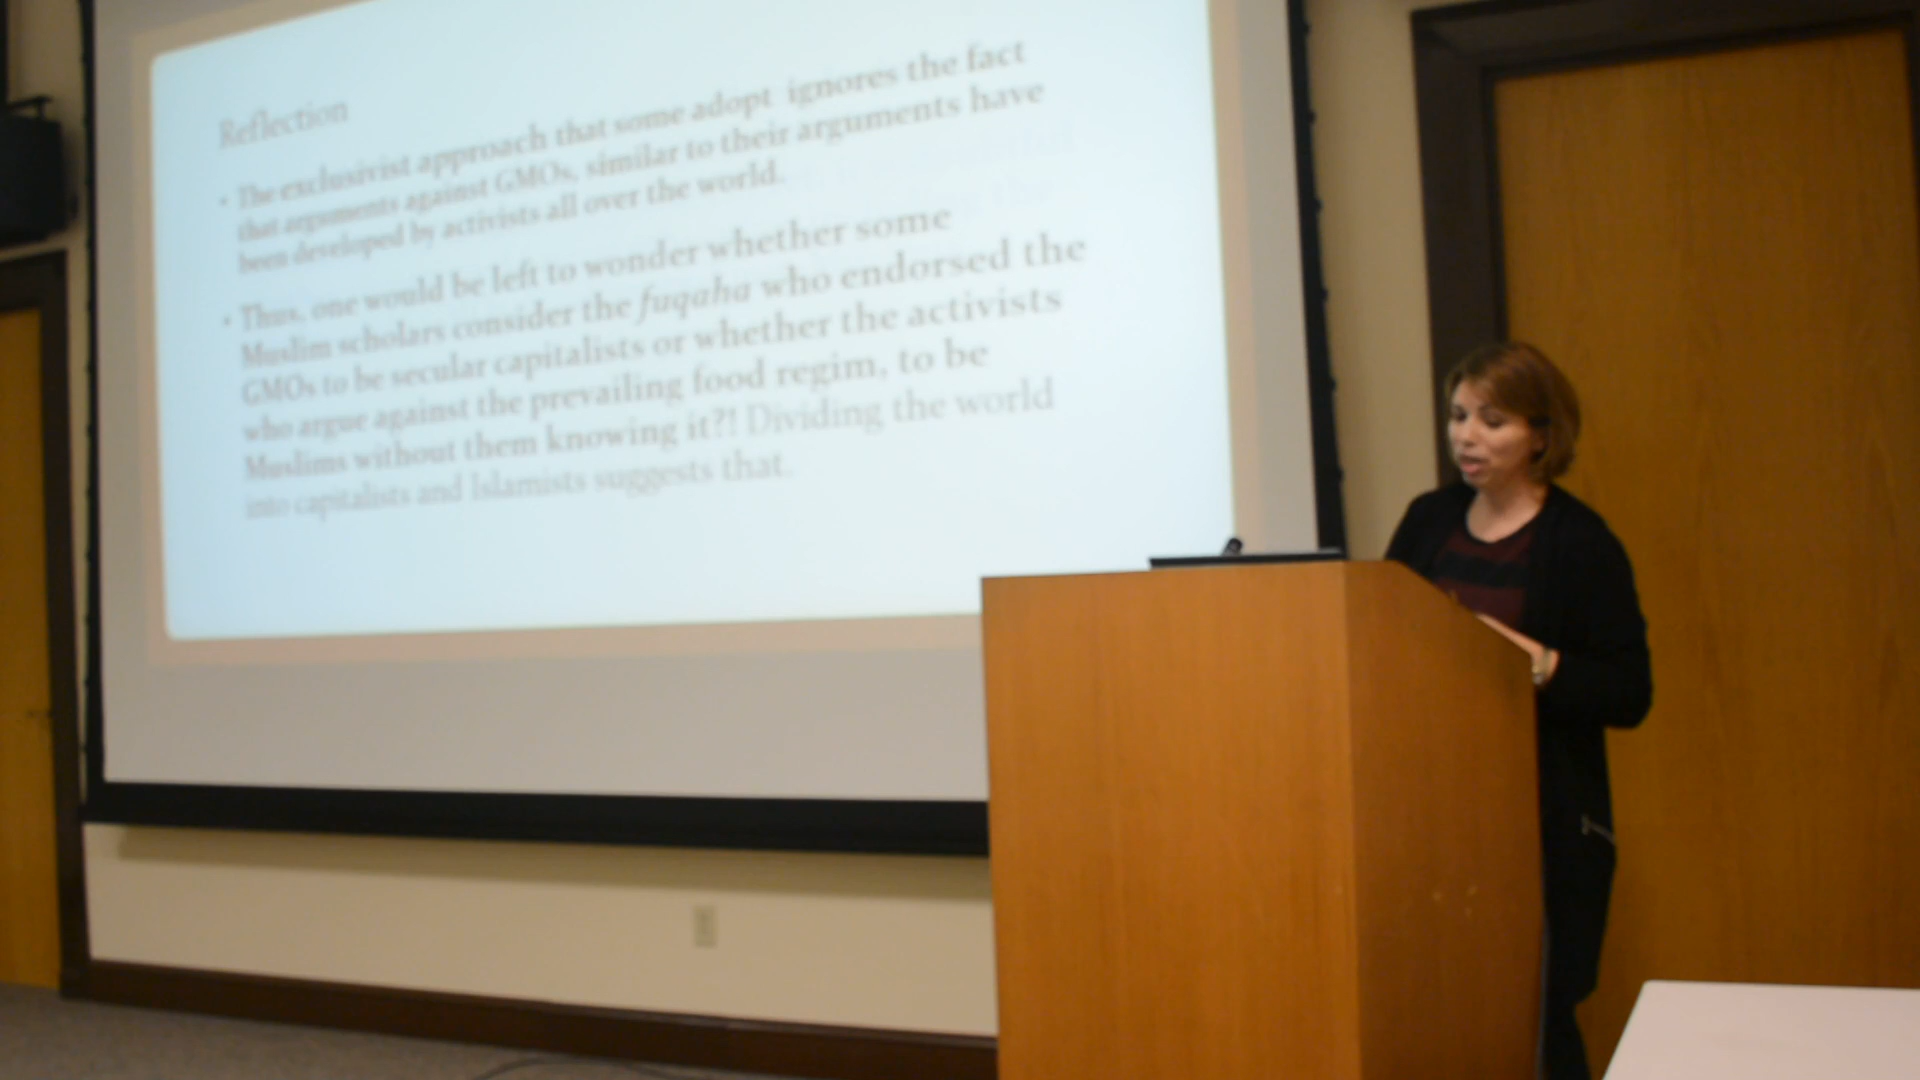 Reflection
• The exclusivist approach that some adopt ignores the fact
that arguments against GMOs, similar to their arguments have
been developed by activists all over the world.
• Thus, one would be left to wonder whether some
Muslim scholars consider the fuqaha who endorsed the
GMOs to be secular capitalists or whether the activists
who argue against the prevailing food regim, to be
Muslims without them knowing it?! Dividing the world
into capitalists and Islamists suggests that.